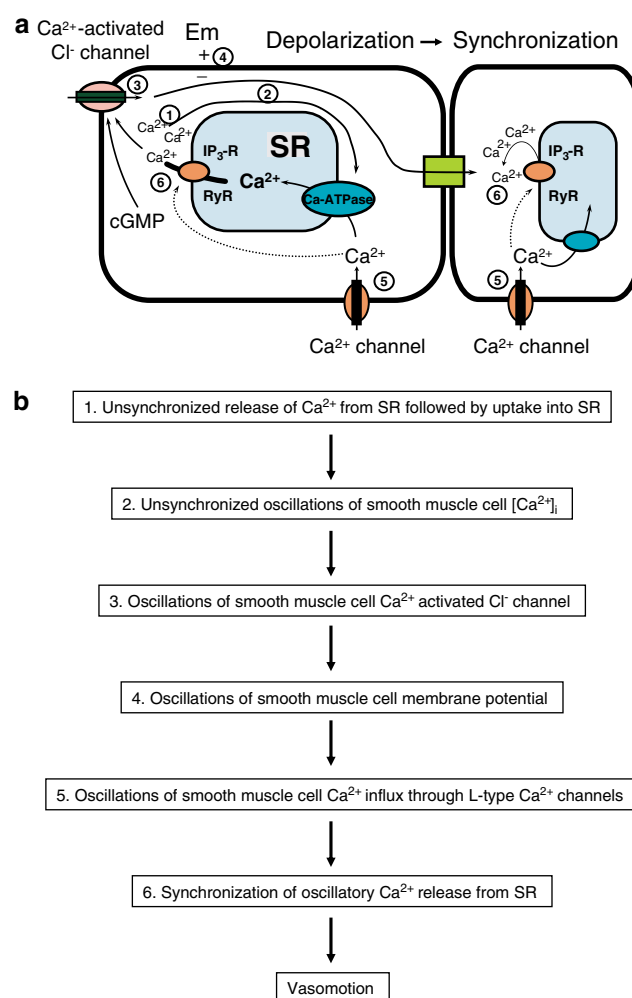 a
Ca²⁺-activated
Cl⁻ channel
Em
+
−
4
Depolarization → Synchronization
3
2
1
Ca²⁺
Ca²⁺
Ca²⁺
6
IP₃-R
RyR
SR
Ca²⁺
Ca-ATPase
cGMP
Ca²⁺
5
Ca²⁺ channel
Ca²⁺
Ca²⁺
Ca²⁺
6
IP₃-R
RyR
Ca²⁺
5
Ca²⁺ channel
b
1. Unsynchronized release of Ca²⁺ from SR followed by uptake into SR
2. Unsynchronized oscillations of smooth muscle cell [Ca²⁺]ᵢ
3. Oscillations of smooth muscle cell Ca²⁺ activated Cl⁻ channel
4. Oscillations of smooth muscle cell membrane potential
5. Oscillations of smooth muscle cell Ca²⁺ influx through L-type Ca²⁺ channels
6. Synchronization of oscillatory Ca²⁺ release from SR
Vasomotion